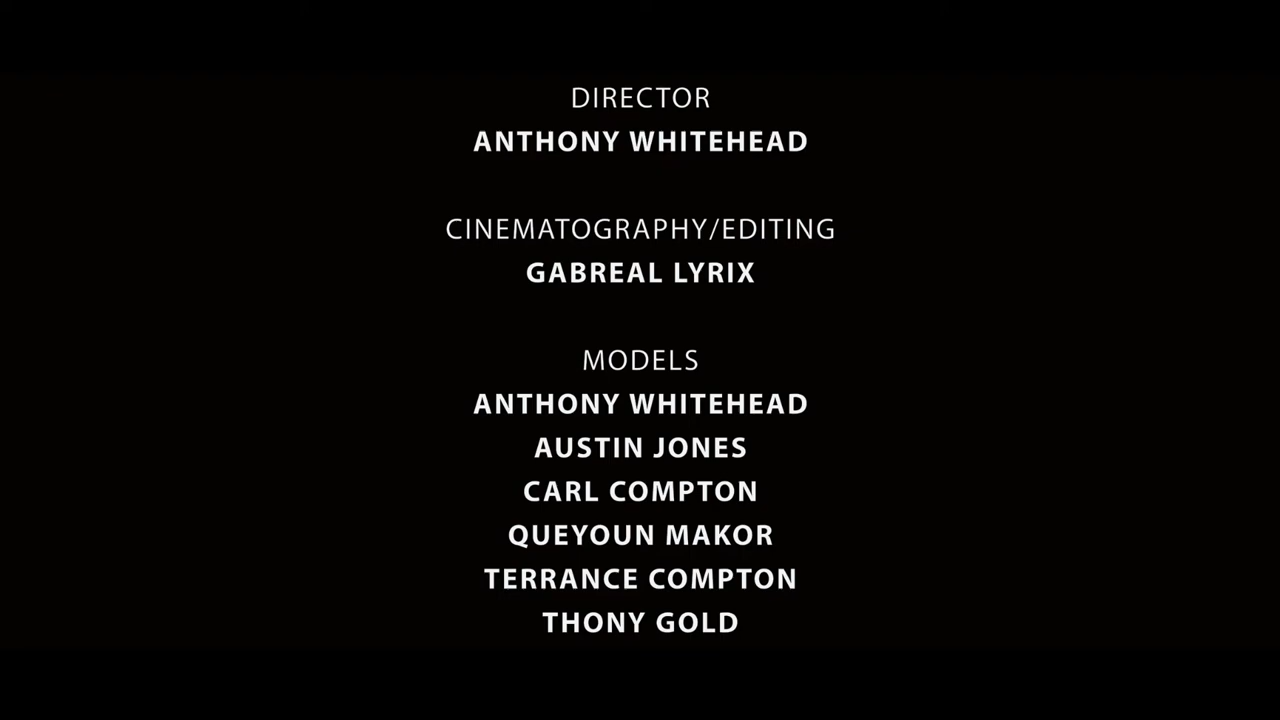 DIRECTOR
ANTHONY WHITEHEAD
CINEMATOGRAPHY/EDITING
GABREAL LYRIX
MODELS
ANTHONY WHITEHEAD
AUSTIN JONES
CARL COMPTON
QUEYOUN MAKOR
TERRANCE COMPTON
THONY GOLD